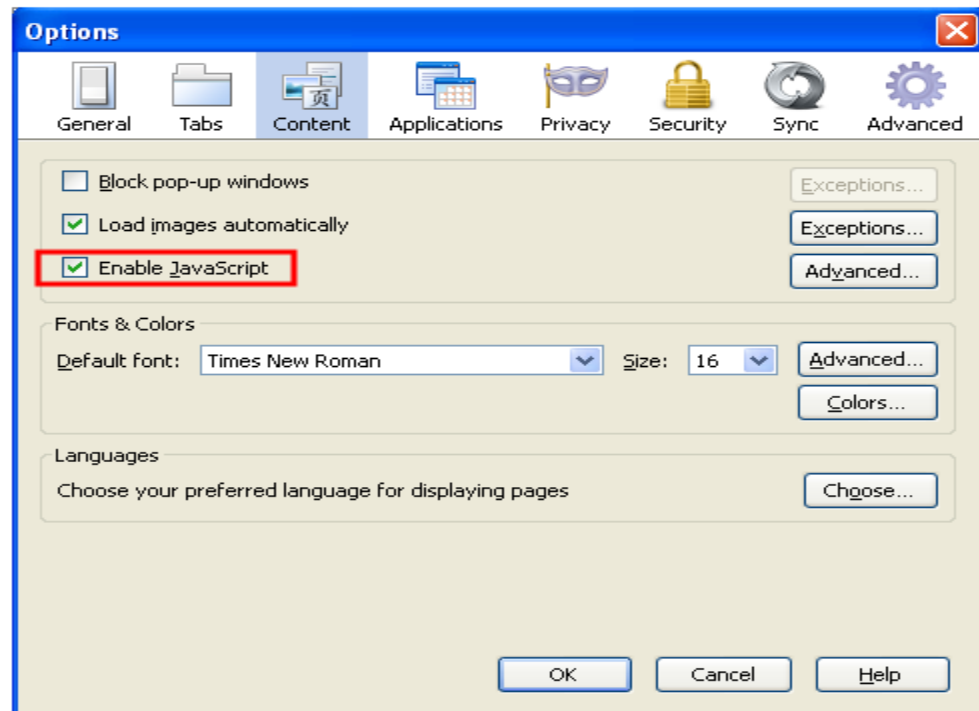 Options
General Tabs Content Applications Privacy Security Sync Advanced
页
Block pop-up windows Exceptions...
Load images automatically Exceptions...
Enable JavaScript Advanced...
Fonts & Colors
Default font: Times New Roman Size: 16 Advanced...
Colors...
Languages
Choose your preferred language for displaying pages Choose...
OK Cancel Help